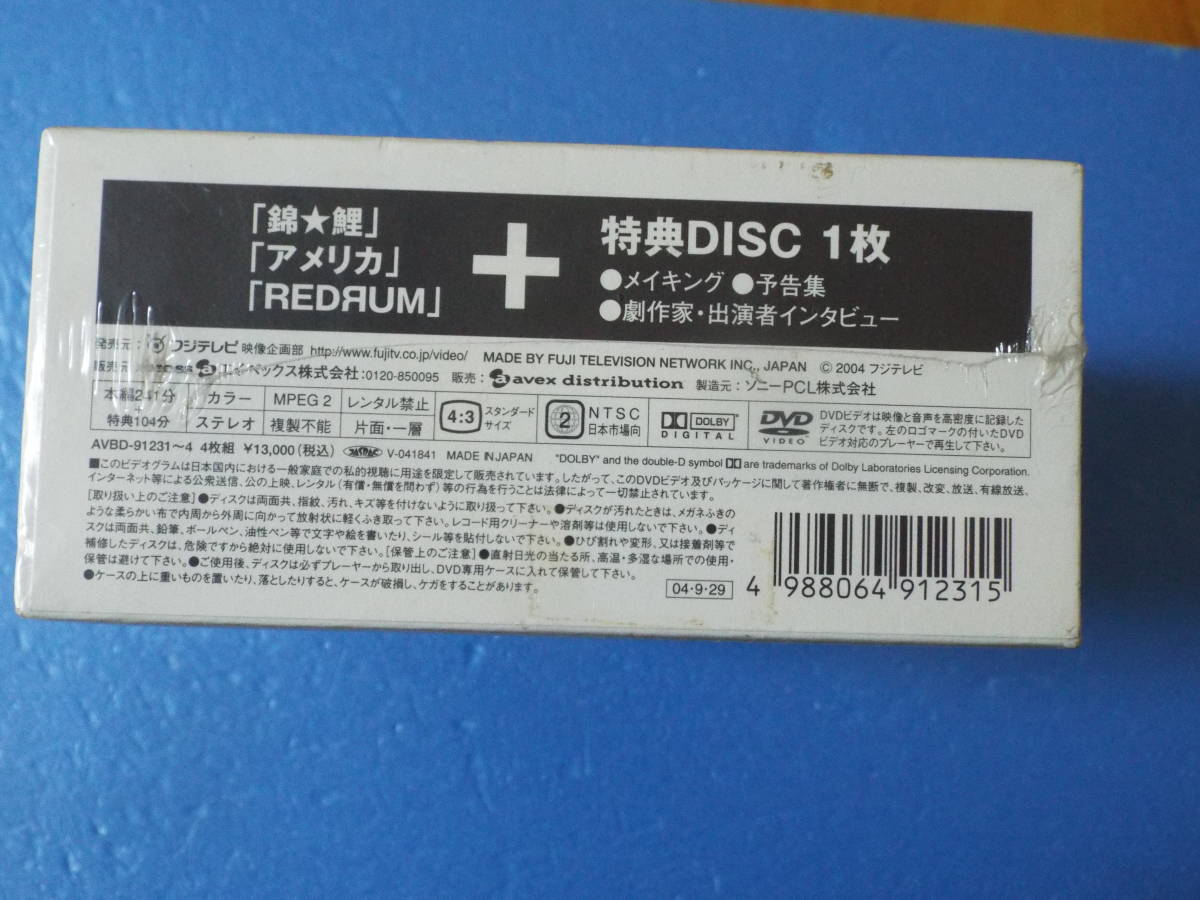 「錦★鯉」
「アメリカ」
「REDЯUM」
+
特典DISC 1枚
●メイキング ●予告集
●劇作家・出演者インタビュー
発売元： フジテレビ 映像企画部 http://www.fujitv.co.jp/video/ MADE BY FUJI TELEVISION NETWORK INC., JAPAN © 2004 フジテレビ
販売元 エイベックス株式会社：0120-850095 販売： avex distribution 製造元：ソニーPCL株式会社
本編241分 カラー MPEG 2 レンタル禁止
特典104分 ステレオ 複製不能 片面・一層
4:3 スタンダードサイズ
2 NTSC 日本市場向
DOLBY DIGITAL
DVD VIDEO
DVDビデオは映像と音声を高密度に記録した
ディスクです。左のロゴマークの付いたDVD
ビデオ対応のプレーヤーで再生して下さい。
AVBD-91231～4 4枚組 ¥13,000(税込) V-041841 MADE IN JAPAN "DOLBY" and the double-D symbol are trademarks of Dolby Laboratories Licensing Corporation.
■このビデオグラムは日本国内における一般家庭での私的視聴に用途を限定して販売されています。したがって、このDVDビデオ及びパッケージに関して著作権者に無断で、複製、改変、放送、有線放送、
インターネット等による公衆送信、公の上映、レンタル(有償・無償を問わず)等の行為を行うことは法律によって一切禁止されています。
[取り扱い上のご注意]●ディスクは両面共、指紋、汚れ、キズ等を付けないように取り扱って下さい。●ディスクが汚れたときは、メガネふきの
ような柔らかい布で内周から外周に向かって放射状に軽くふき取って下さい。レコード用クリーナーや溶剤等は使用しないで下さい。●ディ
スクは両面共、鉛筆、ボールペン、油性ペン等で文字や絵を書いたり、シール等を貼付しないで下さい。●ひび割れや変形、又は接着剤等で
補修したディスクは、危険ですから絶対に使用しないで下さい。[保管上のご注意]●直射日光の当たる所、高温・多湿な場所での使用・
保管は避けて下さい。●ご使用後、ディスクは必ずプレーヤーから取り出し、DVD専用ケースに入れて保管して下さい。
●ケースの上に重いものを置いたり、落としたりすると、ケースが破損し、ケガをすることがあります。
04・9・29
4 988064 912315